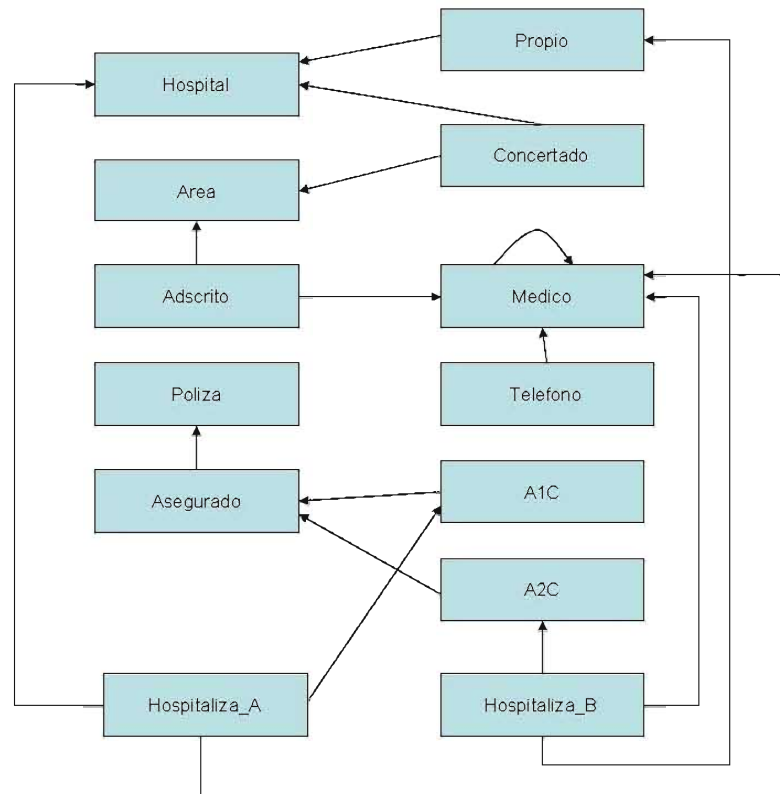 Propio
Hospital
Concertado
Area
Adscrito
Medico
Poliza
Telefono
Asegurado
A1C
A2C
Hospitaliza_A
Hospitaliza_B